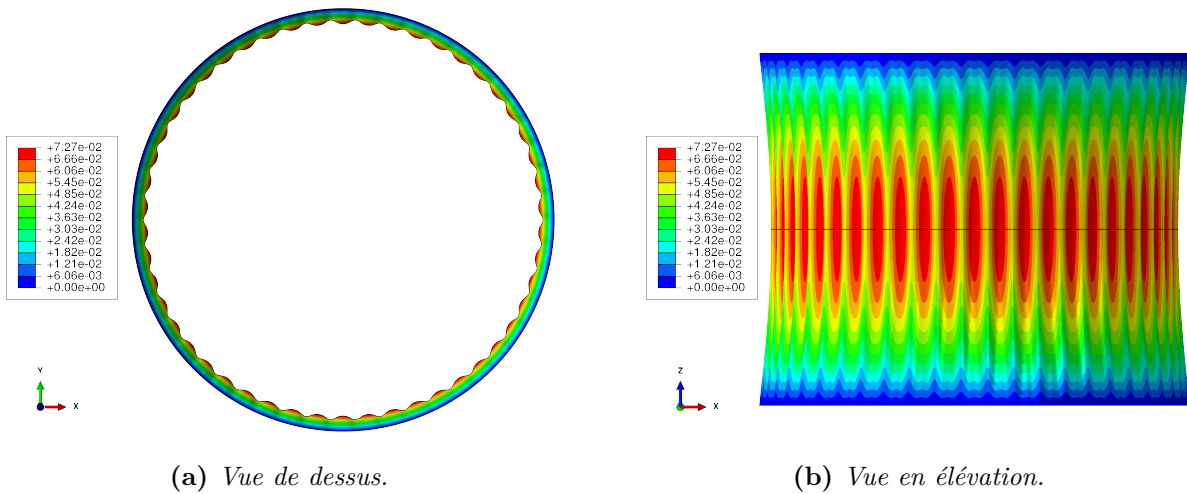 +7.27e-02
+6.66e-02
+6.06e-02
+5.45e-02
+4.85e-02
+4.24e-02
+3.63e-02
+3.03e-02
+2.42e-02
+1.82e-02
+1.21e-02
+6.06e-03
+0.00e+00
Y
X
(a) Vue de dessus.
+7.27e-02
+6.66e-02
+6.06e-02
+5.45e-02
+4.85e-02
+4.24e-02
+3.63e-02
+3.03e-02
+2.42e-02
+1.82e-02
+1.21e-02
+6.06e-03
+0.00e+00
Z
X
(b) Vue en élévation.